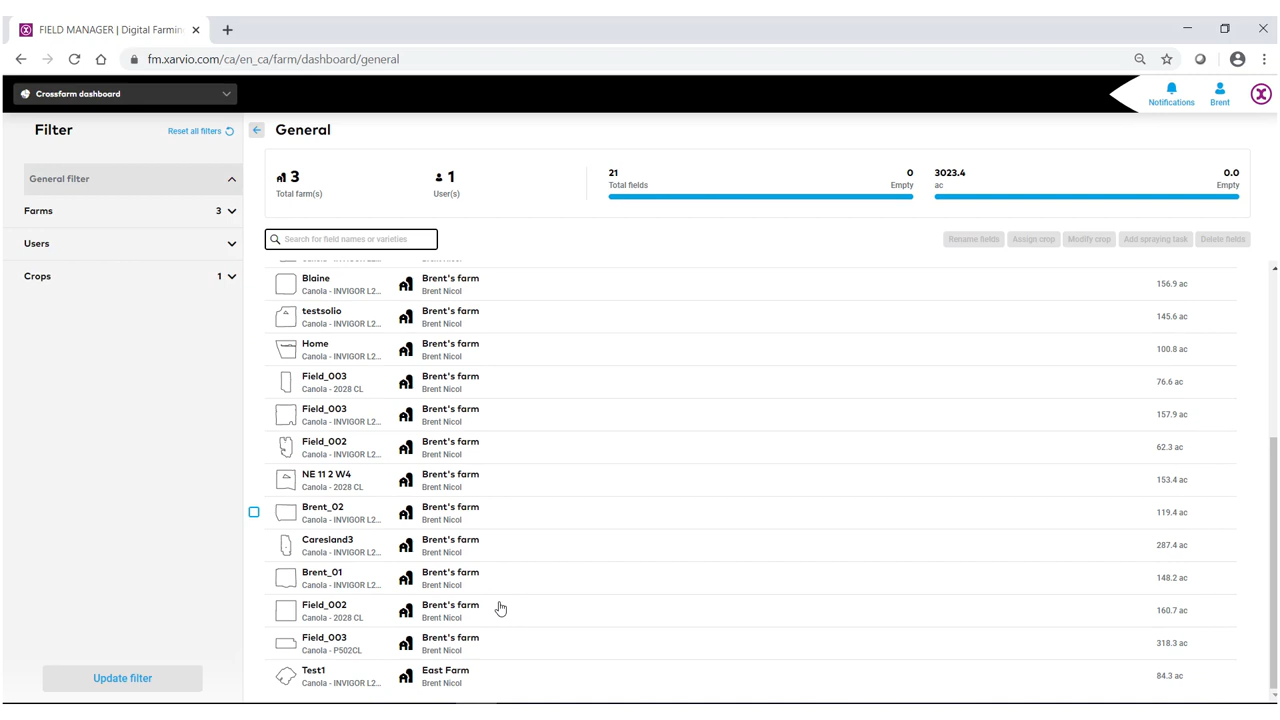 FIELD MANAGER | Digital Farmin
fm.xarvio.com/ca/en_ca/farm/dashboard/general
Crossfarm dashboard
Notifications
Brent
Filter
Reset all filters
General
General filter
3
Total farm(s)
1
User(s)
21
Total fields
0
Empty
3023.4
ac
0.0
Empty
Farms 3
Users
Crops 1
Search for field names or varieties
Rename fields
Assign crop
Modify crop
Add spraying task
Delete fields
Blaine Brent's farm 156.9 ac
Canola - INVIGOR L2... Brent Nicol
testsolio Brent's farm 145.6 ac
Canola - INVIGOR L2... Brent Nicol
Home Brent's farm 100.8 ac
Canola - INVIGOR L2... Brent Nicol
Field_003 Brent's farm 76.6 ac
Canola - 2028 CL Brent Nicol
Field_003 Brent's farm 157.9 ac
Canola - INVIGOR L2... Brent Nicol
Field_002 Brent's farm 62.3 ac
Canola - INVIGOR L2... Brent Nicol
NE 11 2 W4 Brent's farm 153.4 ac
Canola - 2028 CL Brent Nicol
Brent_02 Brent's farm 119.4 ac
Canola - INVIGOR L2... Brent Nicol
Caresland3 Brent's farm 287.4 ac
Canola - INVIGOR L2... Brent Nicol
Brent_01 Brent's farm 148.2 ac
Canola - INVIGOR L2... Brent Nicol
Field_002 Brent's farm 160.7 ac
Canola - 2028 CL Brent Nicol
Field_003 Brent's farm 318.3 ac
Canola - P502CL Brent Nicol
Test1 East Farm 84.3 ac
Canola - INVIGOR L2... Brent Nicol
Update filter